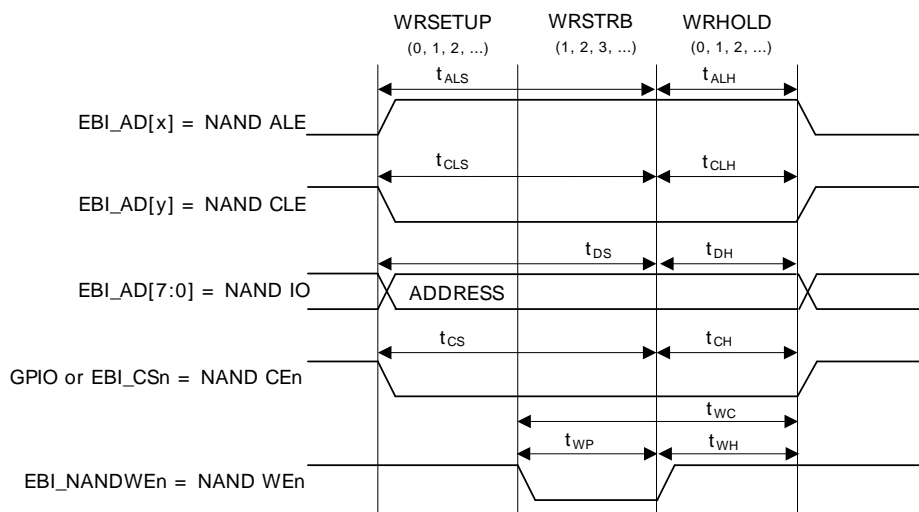 WRSETUP WRSTRB WRHOLD
(0, 1, 2, ...) (1, 2, 3, ...) (0, 1, 2, ...)
tALS tALH
EBI_AD[x] = NAND ALE
tCLS tCLH
EBI_AD[y] = NAND CLE
tDS tDH
EBI_AD[7:0] = NAND IO ADDRESS
tCS tCH
GPIO or EBI_CSn = NAND CEn
tWC
tWP tWH
EBI_NANDWEn = NAND WEn